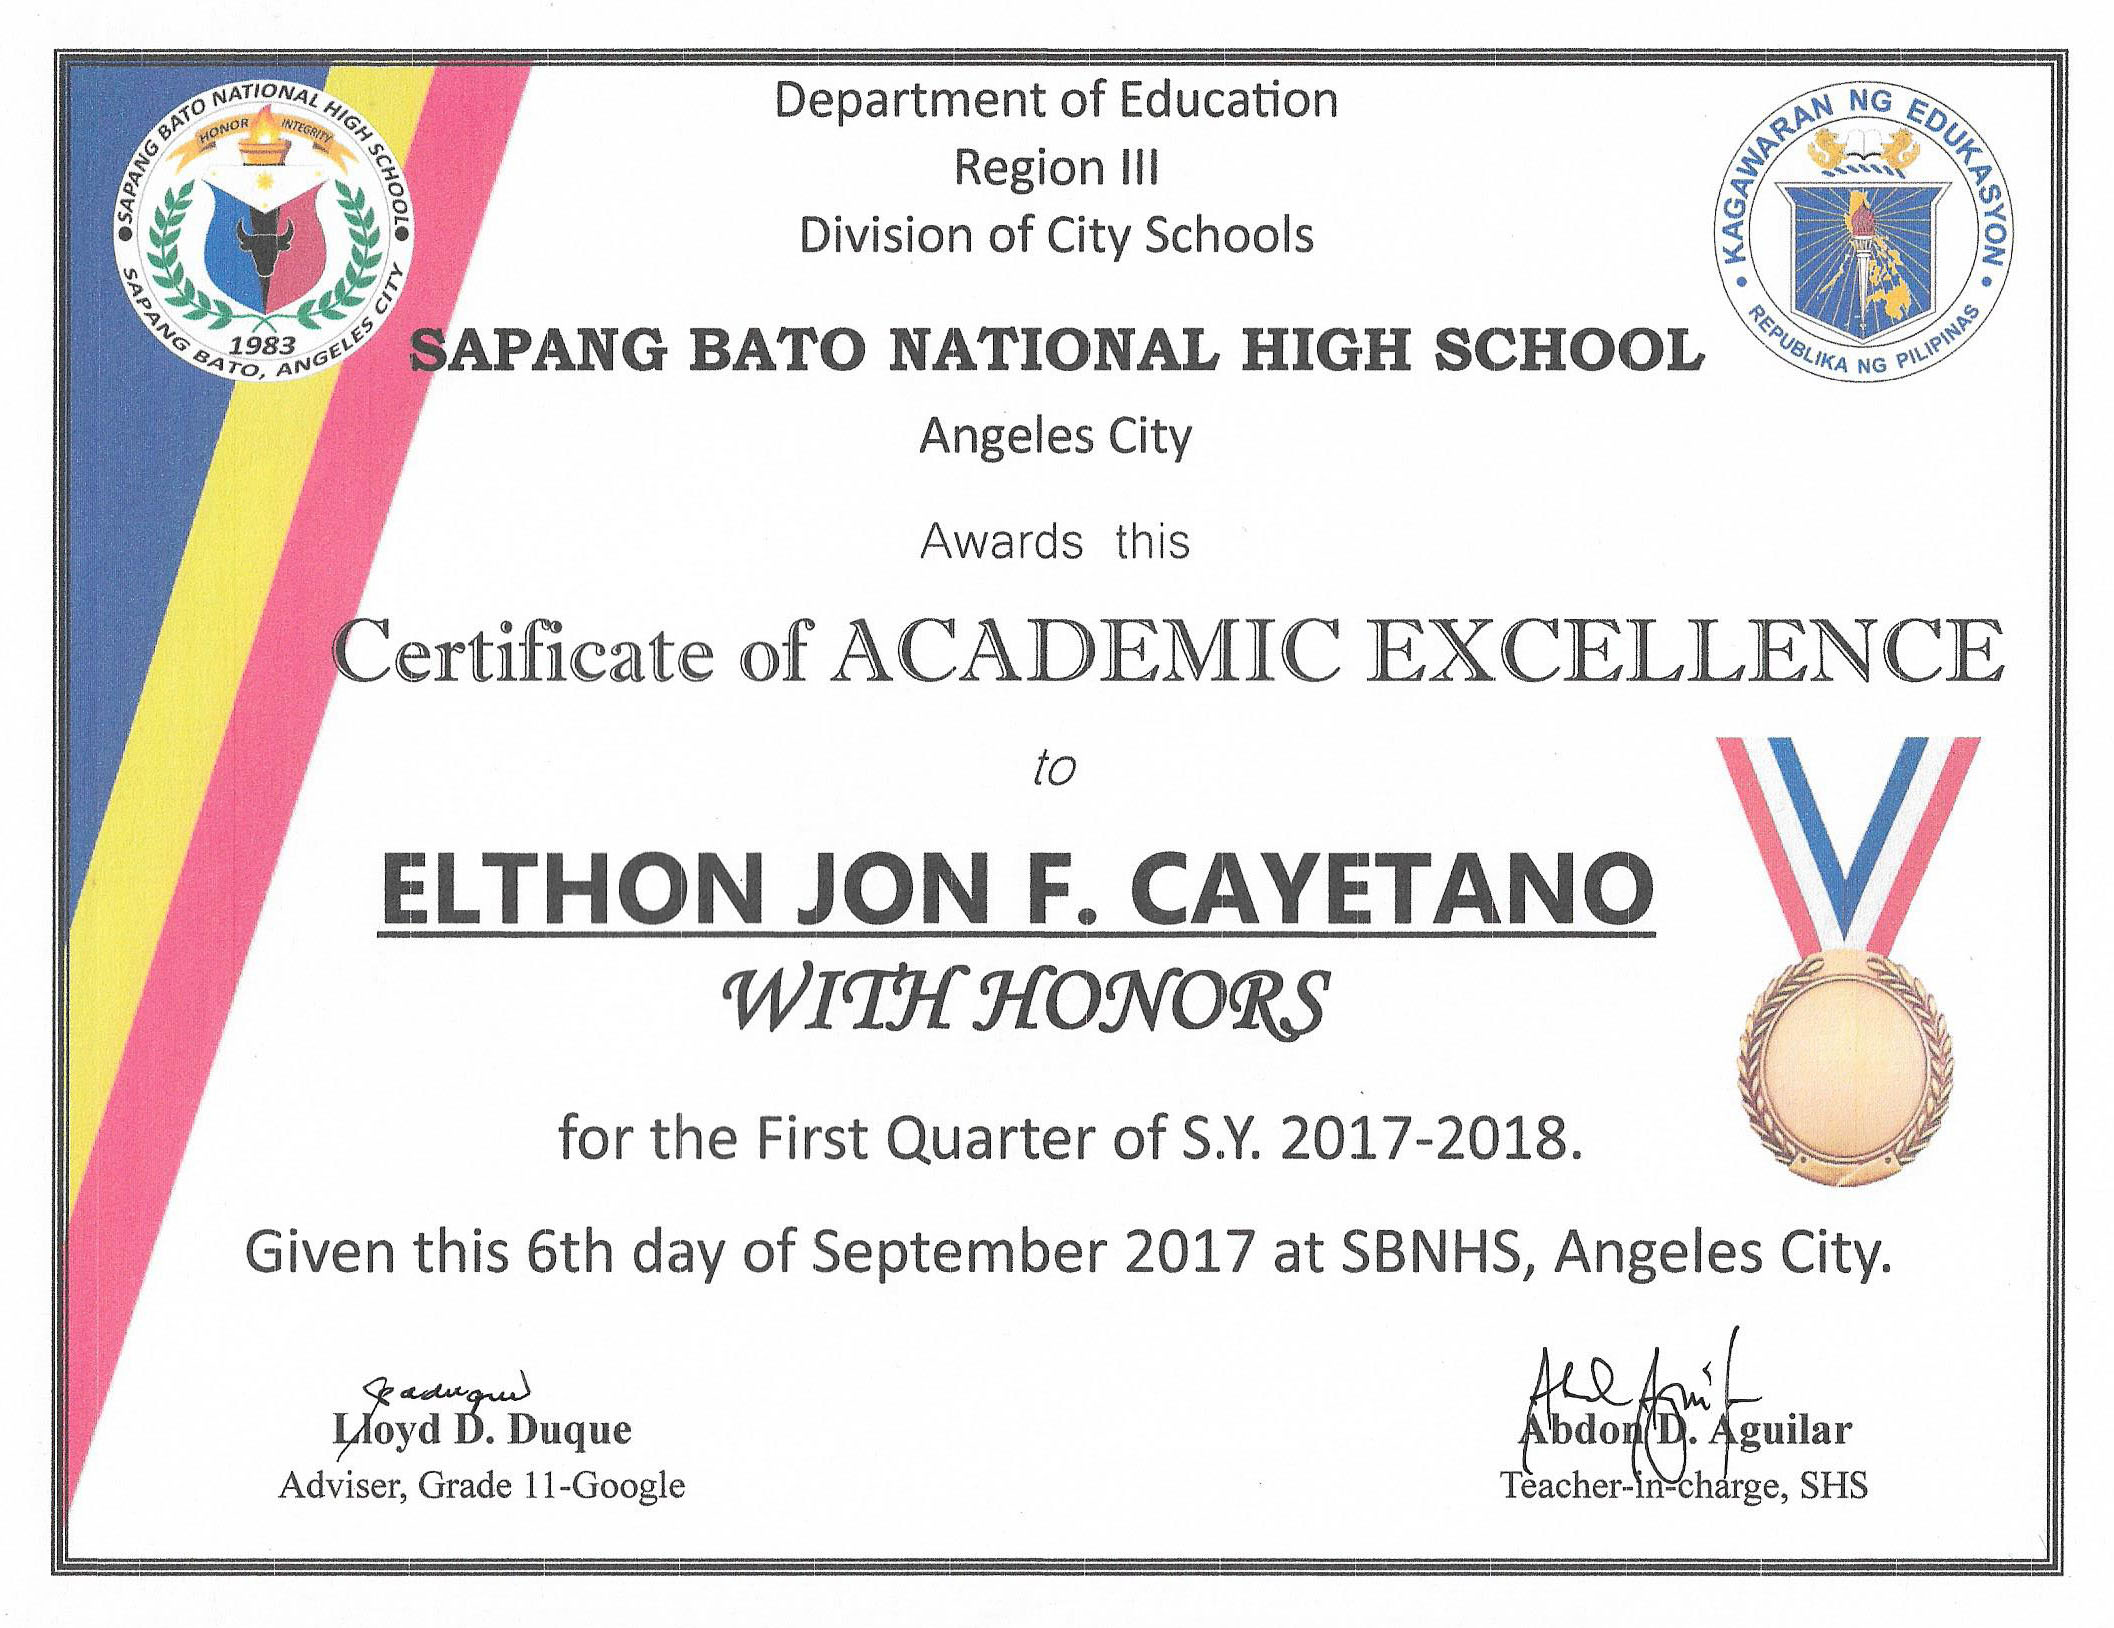 SAPANG BATO NATIONAL HIGH SCHOOL
HONOR INTEGRITY
1983
SAPANG BATO, ANGELES CITY
Department of Education
Region III
Division of City Schools
KAGAWARAN NG EDUKASYON
REPUBLIKA NG PILIPINAS
SAPANG BATO NATIONAL HIGH SCHOOL
Angeles City
Awards this
Certificate of ACADEMIC EXCELLENCE
to
ELTHON JON F. CAYETANO
WITH HONORS
for the First Quarter of S.Y. 2017-2018.
Given this 6th day of September 2017 at SBNHS, Angeles City.
Lloyd D. Duque
Adviser, Grade 11-Google
Abdon D. Aguilar
Teacher-in-charge, SHS